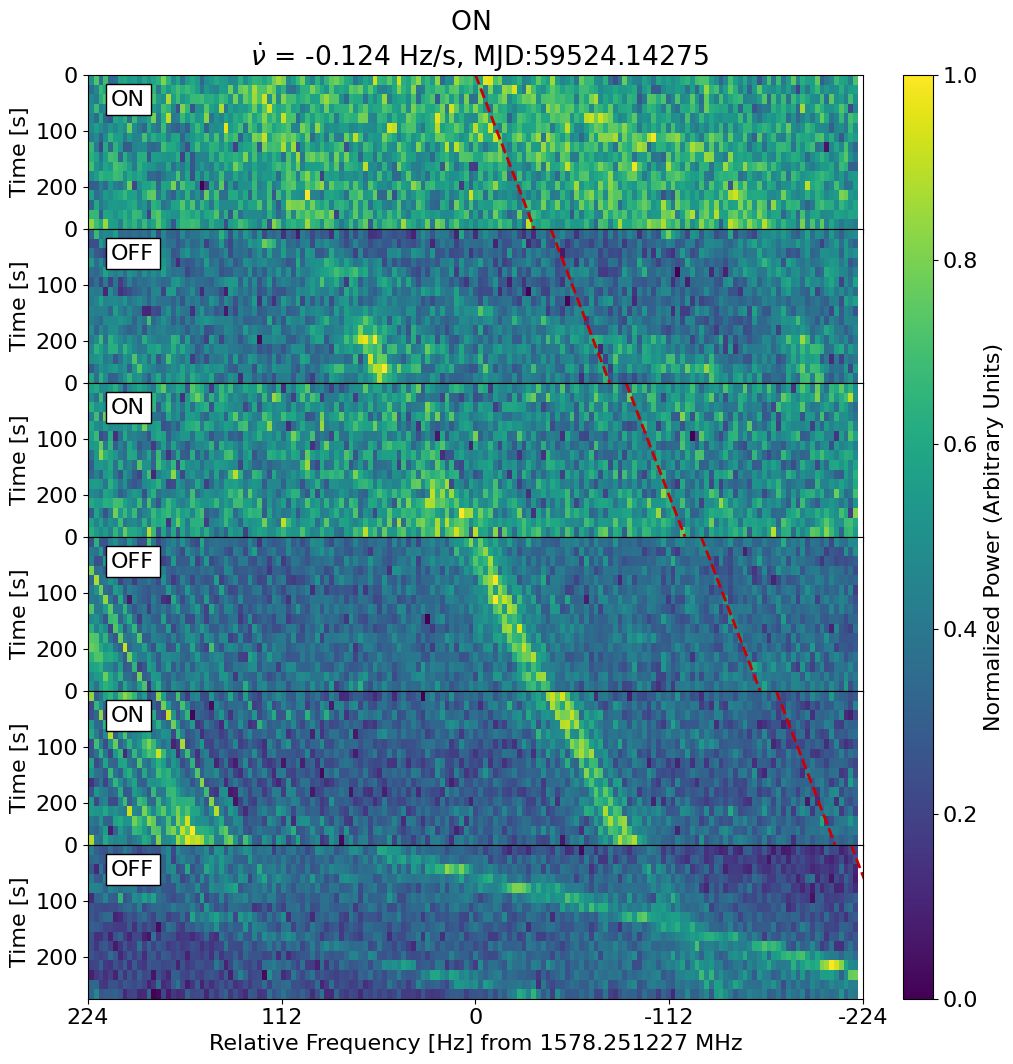 ON
ν̇ = -0.124 Hz/s, MJD:59524.14275
0
100
200
Time [s]
ON
0
100
200
Time [s]
OFF
0
100
200
Time [s]
ON
0
100
200
Time [s]
OFF
0
100
200
Time [s]
ON
0
100
200
Time [s]
OFF
224 112 0 -112 -224
Relative Frequency [Hz] from 1578.251227 MHz
1.0
0.8
0.6
0.4
0.2
0.0
Normalized Power (Arbitrary Units)